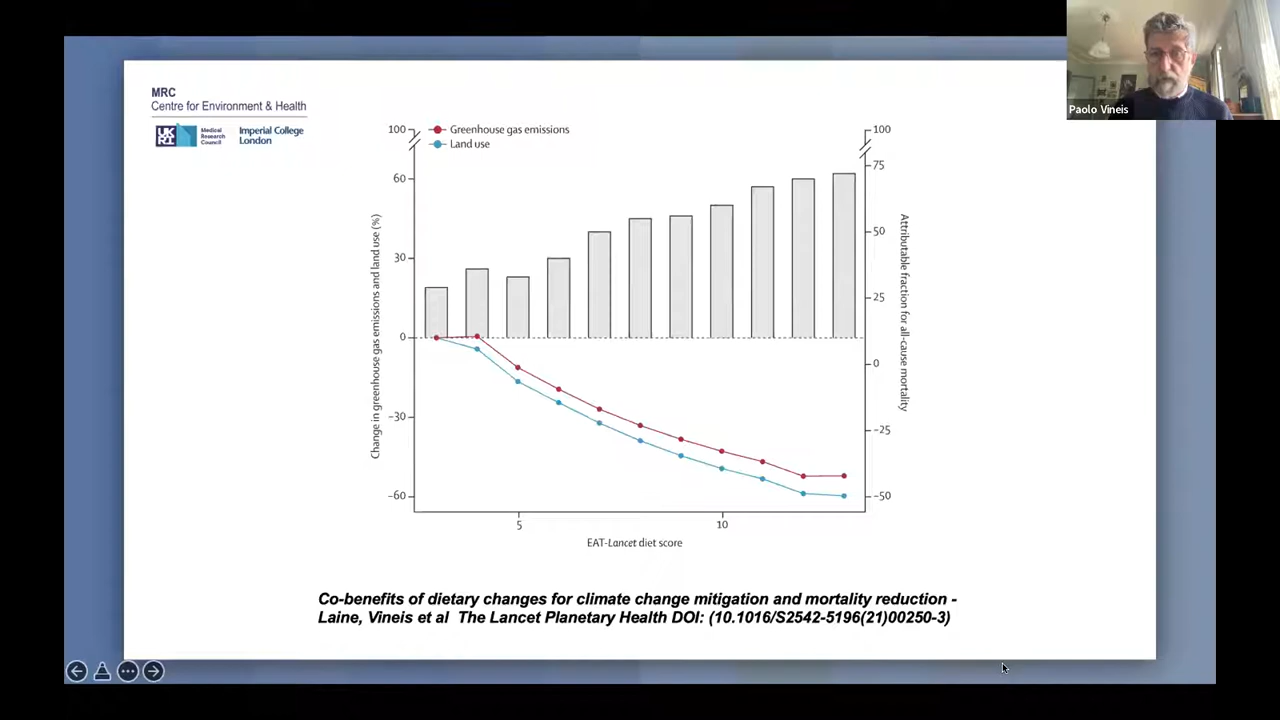 Paolo Vineis
MRC
Centre for Environment & Health
UK
RI
Medical
Research
Council
Imperial College
London
Greenhouse gas emissions
Land use
100
60
30
0
−30
−60
Change in greenhouse gas emissions and land use (%)
100
75
50
25
0
−25
−50
Attributable fraction for all-cause mortality
5
10
EAT-Lancet diet score
Co-benefits of dietary changes for climate change mitigation and mortality reduction -
Laine, Vineis et al The Lancet Planetary Health DOI: (10.1016/S2542-5196(21)00250-3)